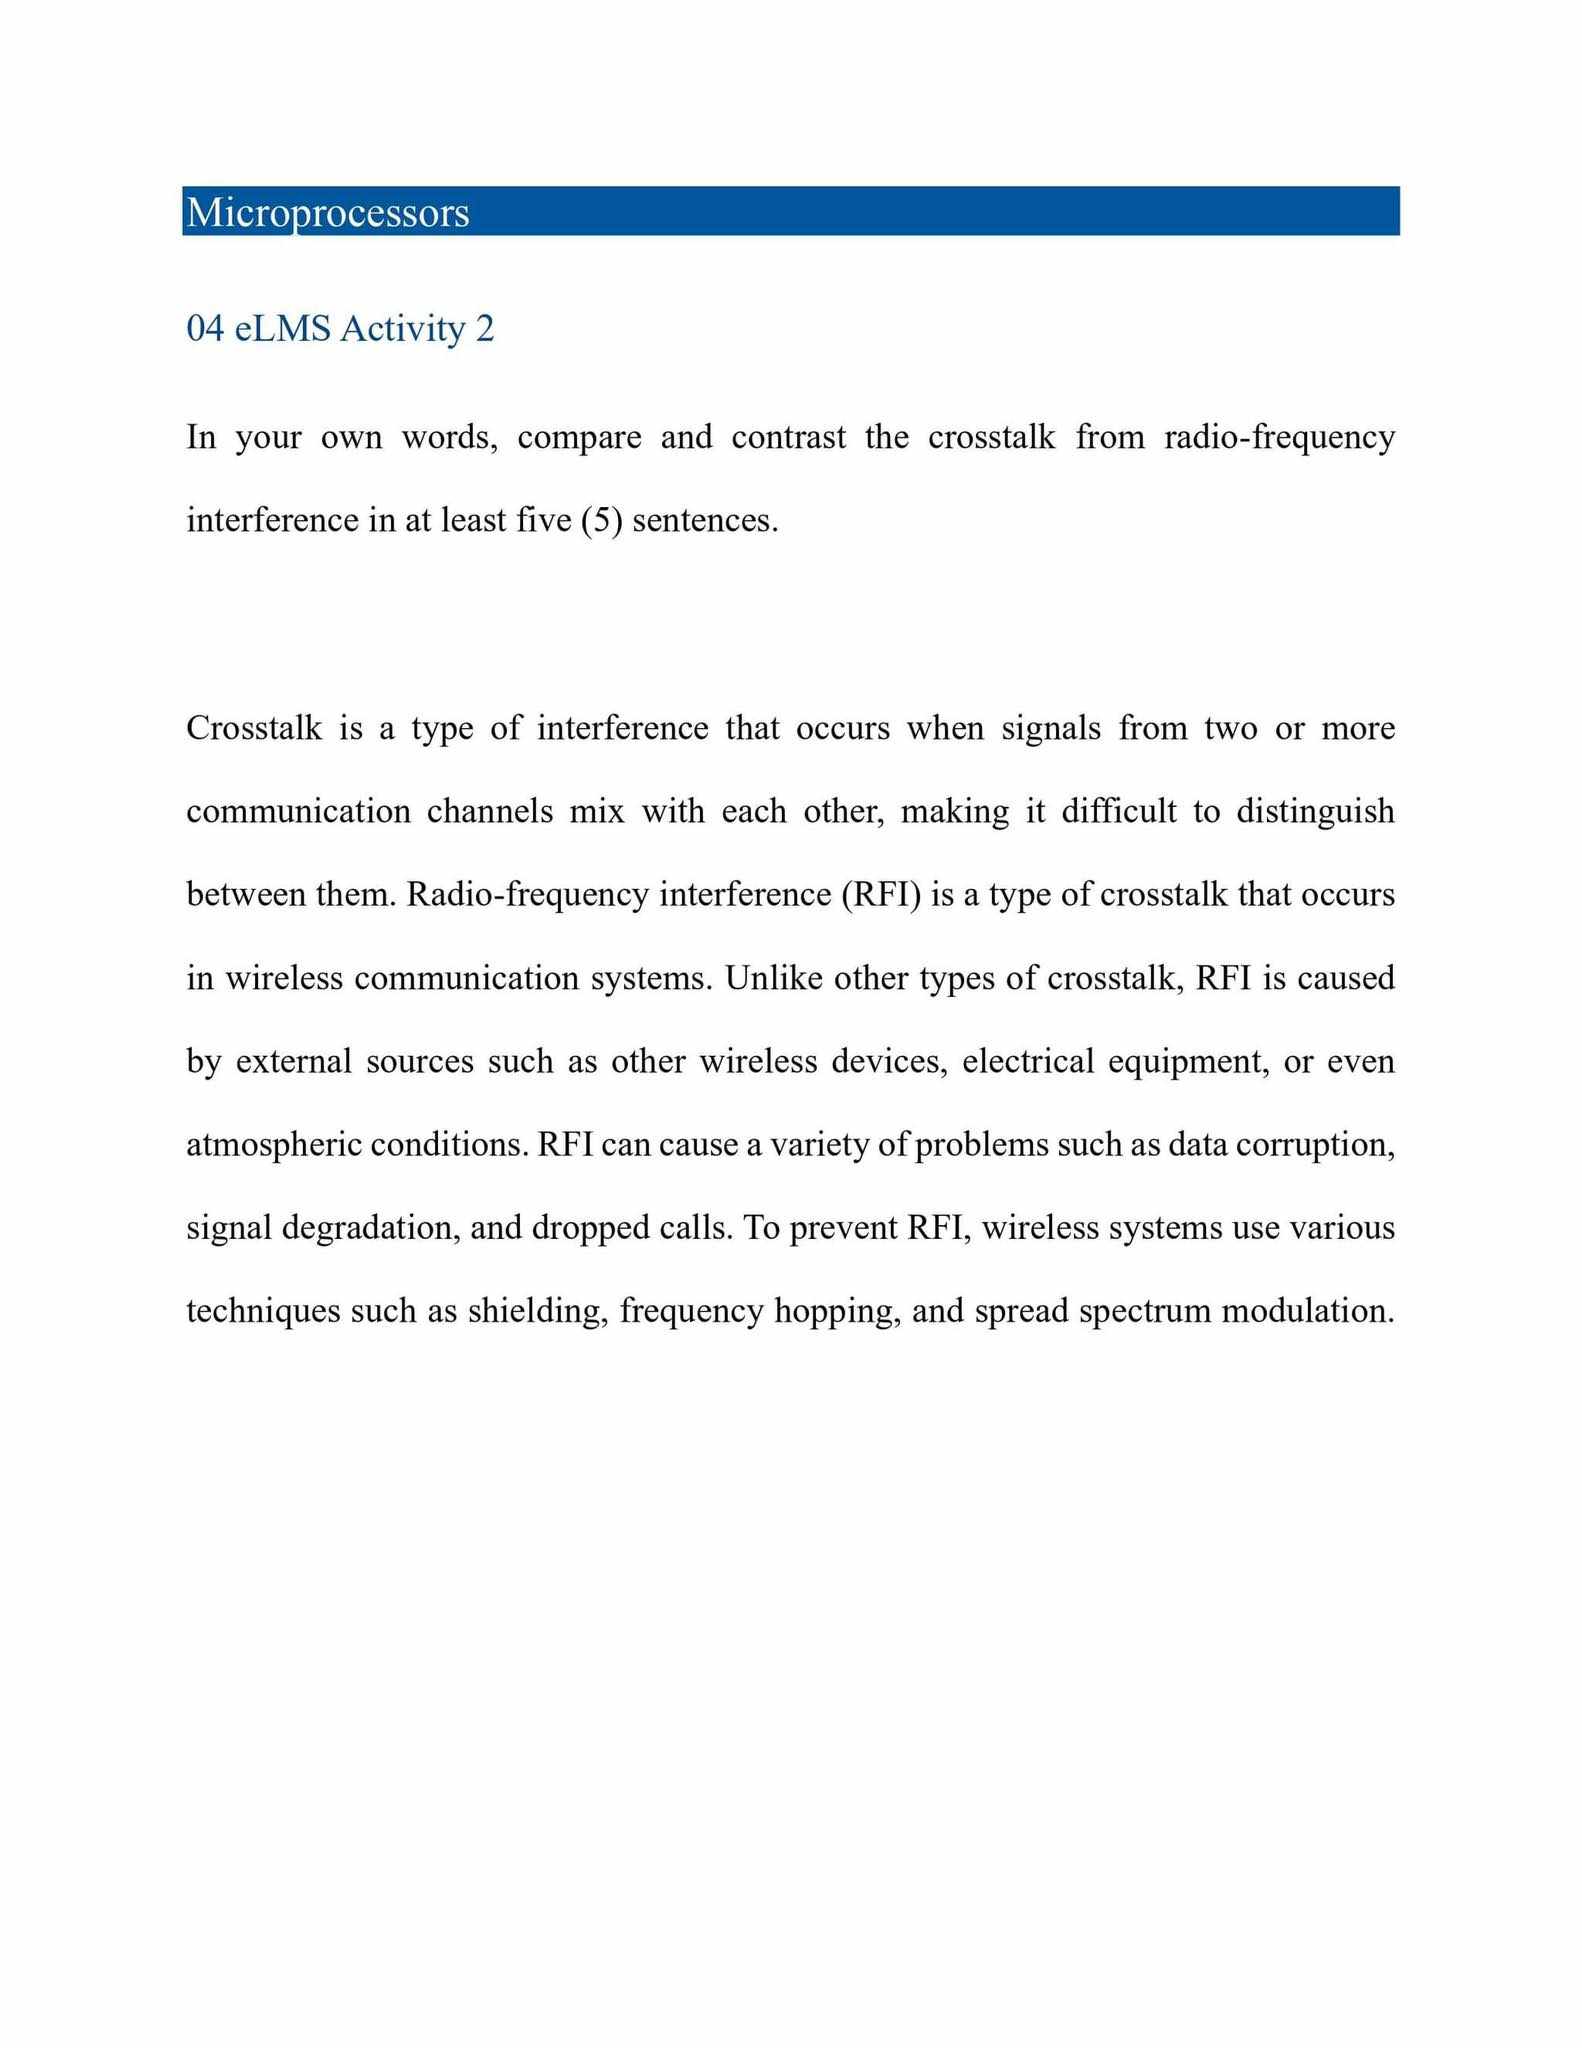 Microprocessors
04 eLMS Activity 2
In your own words, compare and contrast the crosstalk from radio-frequency
interference in at least five (5) sentences.
Crosstalk is a type of interference that occurs when signals from two or more
communication channels mix with each other, making it difficult to distinguish
between them. Radio-frequency interference (RFI) is a type of crosstalk that occurs
in wireless communication systems. Unlike other types of crosstalk, RFI is caused
by external sources such as other wireless devices, electrical equipment, or even
atmospheric conditions. RFI can cause a variety of problems such as data corruption,
signal degradation, and dropped calls. To prevent RFI, wireless systems use various
techniques such as shielding, frequency hopping, and spread spectrum modulation.